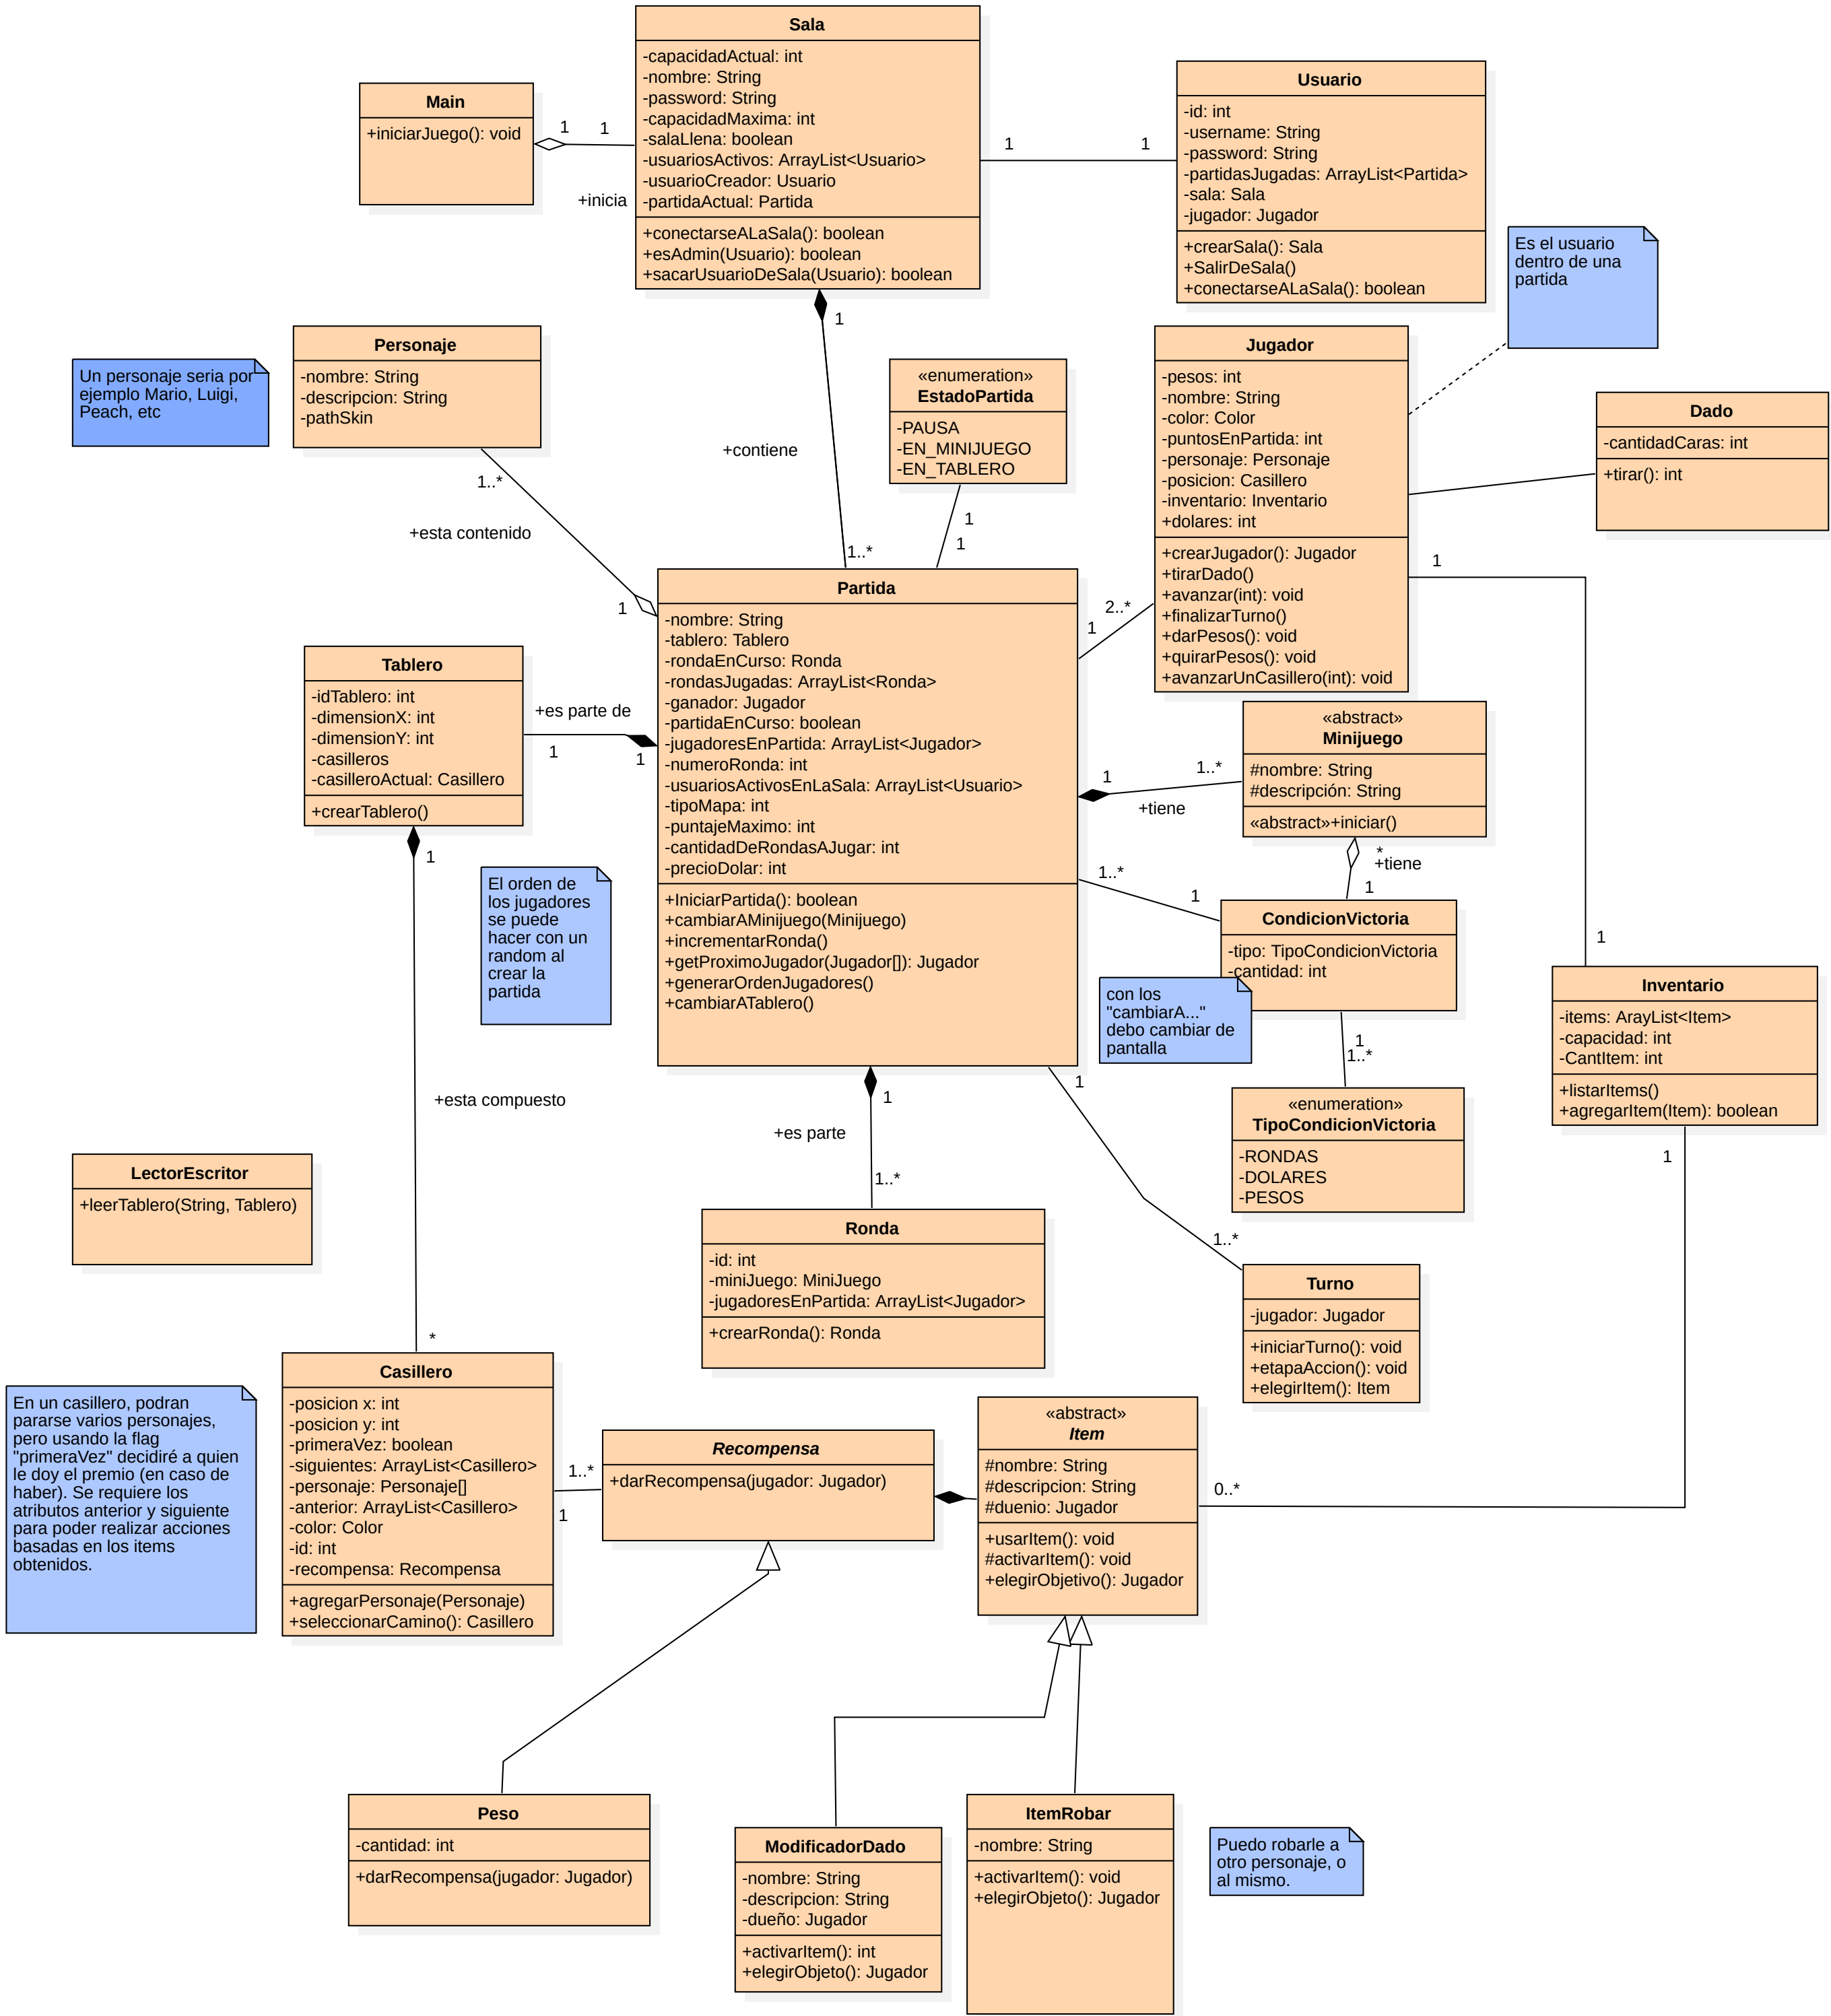 Sala
-capacidadActual: int
-nombre: String
-password: String
-capacidadMaxima: int
-salaLlena: boolean
-usuariosActivos: ArrayList<Usuario>
-usuarioCreador: Usuario
-partidaActual: Partida
+conectarseALaSala(): boolean
+esAdmin(Usuario): boolean
+sacarUsuarioDeSala(Usuario): boolean
Main
+iniciarJuego(): void
1
1
+inicia
1
1
Usuario
-id: int
-username: String
-password: String
-partidasJugadas: ArrayList<Partida>
-sala: Sala
-jugador: Jugador
+crearSala(): Sala
+SalirDeSala()
+conectarseALaSala(): boolean
Es el usuario
dentro de una
partida
Un personaje seria por
ejemplo Mario, Luigi,
Peach, etc
Personaje
-nombre: String
-descripcion: String
-pathSkin
1..*
+esta contenido
1
1
+contiene
1..*
«enumeration»
EstadoPartida
-PAUSA
-EN_MINIJUEGO
-EN_TABLERO
1
1
Jugador
-pesos: int
-nombre: String
-color: Color
-puntosEnPartida: int
-personaje: Personaje
-posicion: Casillero
-inventario: Inventario
+dolares: int
+crearJugador(): Jugador
+tirarDado()
+avanzar(int): void
+finalizarTurno()
+darPesos(): void
+quirarPesos(): void
+avanzarUnCasillero(int): void
Dado
-cantidadCaras: int
+tirar(): int
1
1
2..*
1
Partida
-nombre: String
-tablero: Tablero
-rondaEnCurso: Ronda
-rondasJugadas: ArrayList<Ronda>
-ganador: Jugador
-partidaEnCurso: boolean
-jugadoresEnPartida: ArrayList<Jugador>
-numeroRonda: int
-usuariosActivosEnLaSala: ArrayList<Usuario>
-tipoMapa: int
-puntajeMaximo: int
-cantidadDeRondasAJugar: int
-precioDolar: int
+IniciarPartida(): boolean
+cambiarAMinijuego(Minijuego)
+incrementarRonda()
+getProximoJugador(Jugador[]): Jugador
+generarOrdenJugadores()
+cambiarATablero()
Tablero
-idTablero: int
-dimensionX: int
-dimensionY: int
-casilleros
-casilleroActual: Casillero
+crearTablero()
+es parte de
1
1
1
El orden de
los jugadores
se puede
hacer con un
random al
crear la
partida
«abstract»
Minijuego
#nombre: String
#descripción: String
«abstract»+iniciar()
1
1..*
+tiene
*
+tiene
1
1..*
1
CondicionVictoria
-tipo: TipoCondicionVictoria
-cantidad: int
con los
"cambiarA..."
debo cambiar de
pantalla
1
1..*
«enumeration»
TipoCondicionVictoria
-RONDAS
-DOLARES
-PESOS
Inventario
-items: ArayList<Item>
-capacidad: int
-CantItem: int
+listarItems()
+agregarItem(Item): boolean
1
+esta compuesto
*
LectorEscritor
+leerTablero(String, Tablero)
1
+es parte
1..*
Ronda
-id: int
-miniJuego: MiniJuego
-jugadoresEnPartida: ArrayList<Jugador>
+crearRonda(): Ronda
1
1..*
Turno
-jugador: Jugador
+iniciarTurno(): void
+etapaAccion(): void
+elegirItem(): Item
En un casillero, podran
pararse varios personajes,
pero usando la flag
"primeraVez" decidiré a quien
le doy el premio (en caso de
haber). Se requiere los
atributos anterior y siguiente
para poder realizar acciones
basadas en los items
obtenidos.
Casillero
-posicion x: int
-posicion y: int
-primeraVez: boolean
-siguientes: ArrayList<Casillero>
-personaje: Personaje[]
-anterior: ArrayList<Casillero>
-color: Color
-id: int
-recompensa: Recompensa
+agregarPersonaje(Personaje)
+seleccionarCamino(): Casillero
1..*
1
Recompensa
+darRecompensa(jugador: Jugador)
«abstract»
Item
#nombre: String
#descripcion: String
#duenio: Jugador
+usarItem(): void
#activarItem(): void
+elegirObjetivo(): Jugador
0..*
Peso
-cantidad: int
+darRecompensa(jugador: Jugador)
ModificadorDado
-nombre: String
-descripcion: String
-dueño: Jugador
+activarItem(): int
+elegirObjeto(): Jugador
ItemRobar
-nombre: String
+activarItem(): void
+elegirObjeto(): Jugador
Puedo robarle a
otro personaje, o
al mismo.